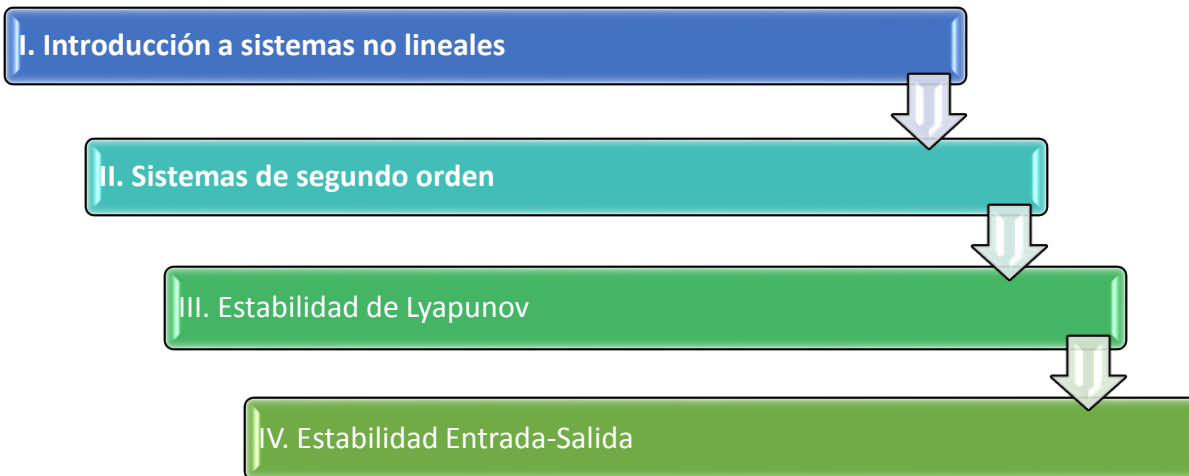 I. Introducción a sistemas no lineales
II. Sistemas de segundo orden
III. Estabilidad de Lyapunov
IV. Estabilidad Entrada-Salida